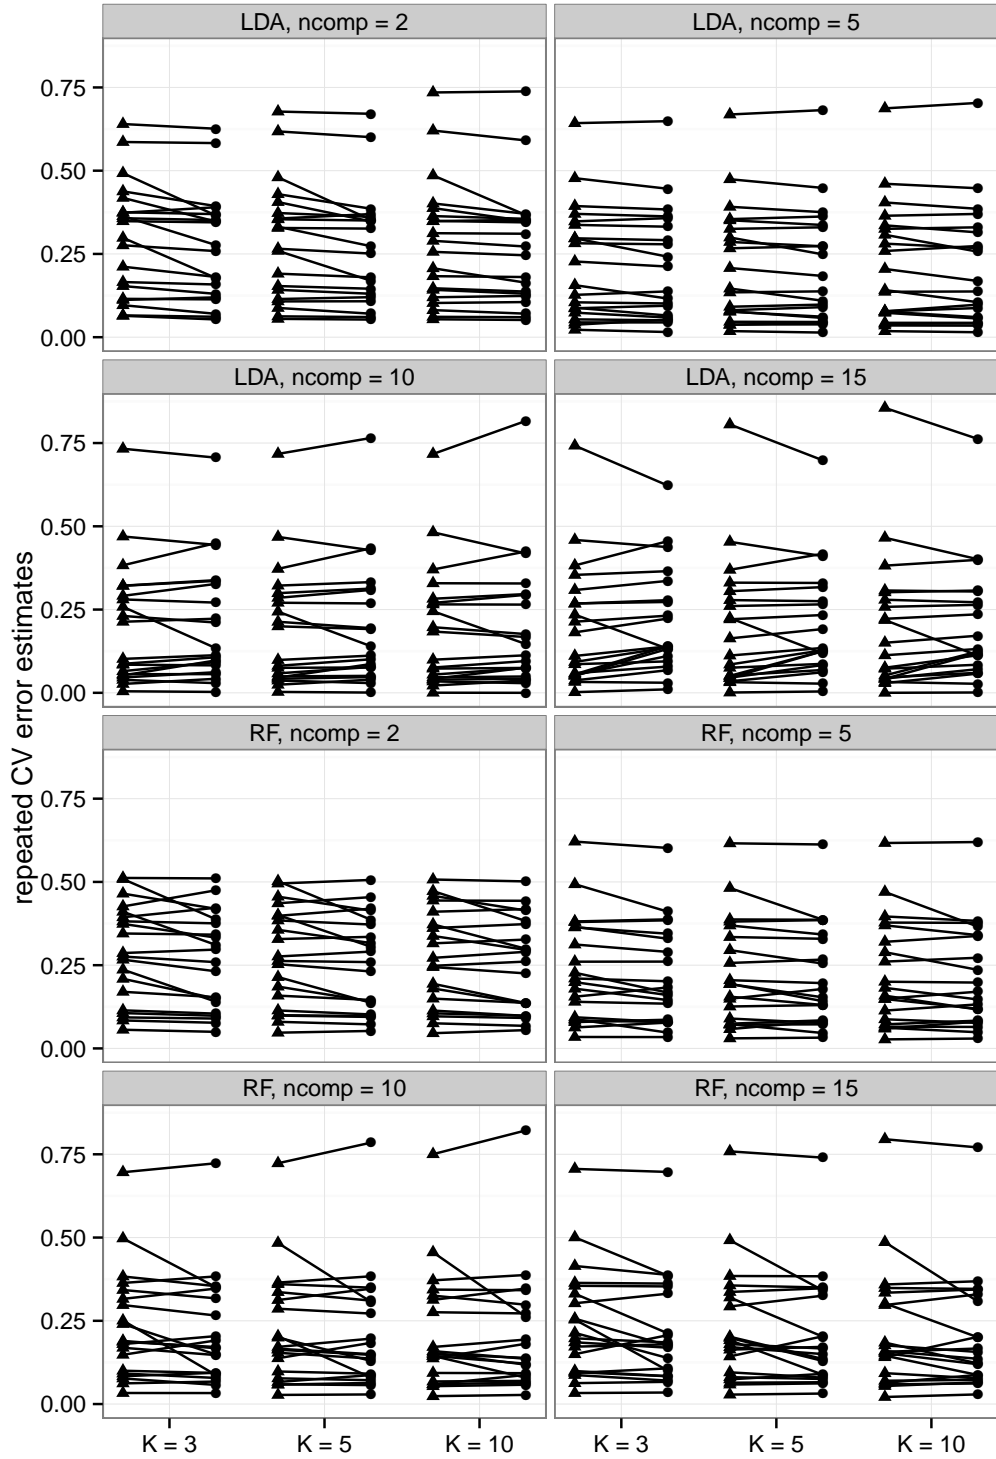 LDA, ncomp = 2
LDA, ncomp = 5
0.75
0.50
0.25
0.00
LDA, ncomp = 10
LDA, ncomp = 15
0.75
0.50
0.25
0.00
RF, ncomp = 2
RF, ncomp = 5
0.75
0.50
0.25
0.00
RF, ncomp = 10
RF, ncomp = 15
0.75
0.50
0.25
0.00
K = 3
K = 5
K = 10
K = 3
K = 5
K = 10
repeated CV error estimates